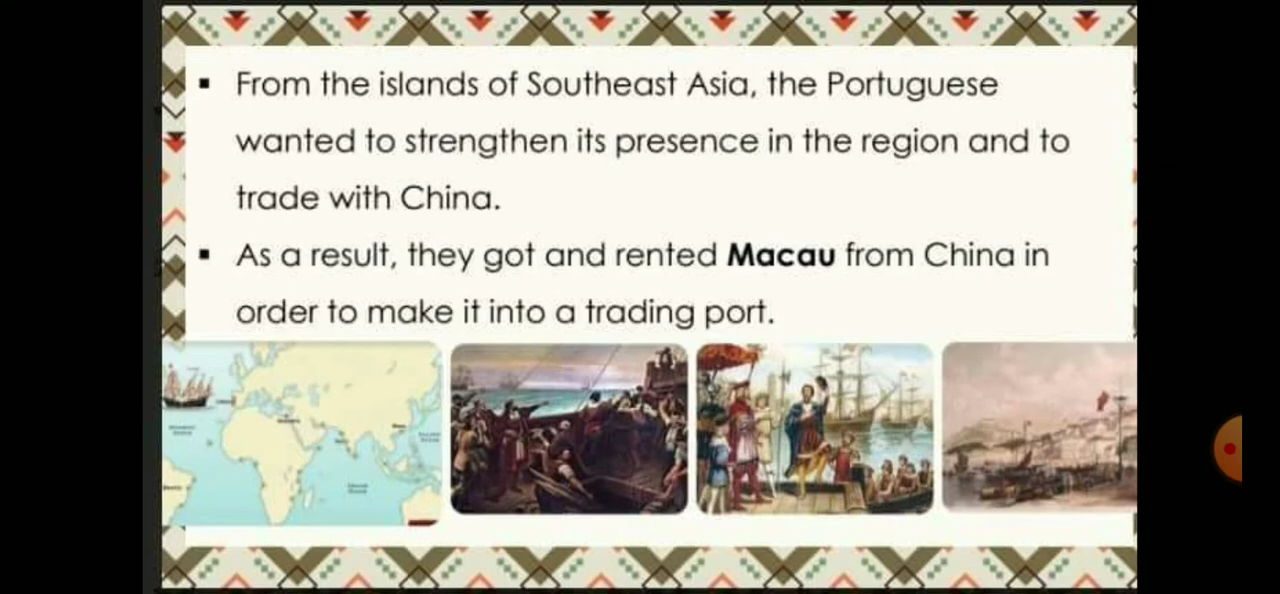 ▪ From the islands of Southeast Asia, the Portuguese
wanted to strengthen its presence in the region and to
trade with China.
▪ As a result, they got and rented Macau from China in
order to make it into a trading port.